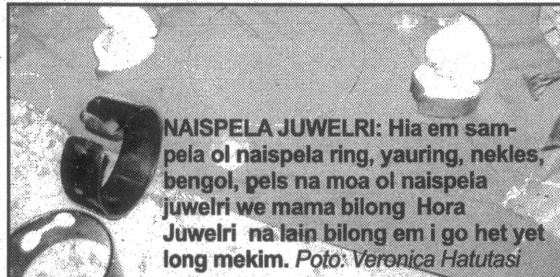 NAISPELA JUWELRI: Hia em sam-
pela ol naispela ring, yauring, nekles,
bengol, pels na moa ol naispela
juwelri we mama bilong Hora
Juwelri na lain bilong em i go het yet
long mekim. Poto: Veronica Hatutasi